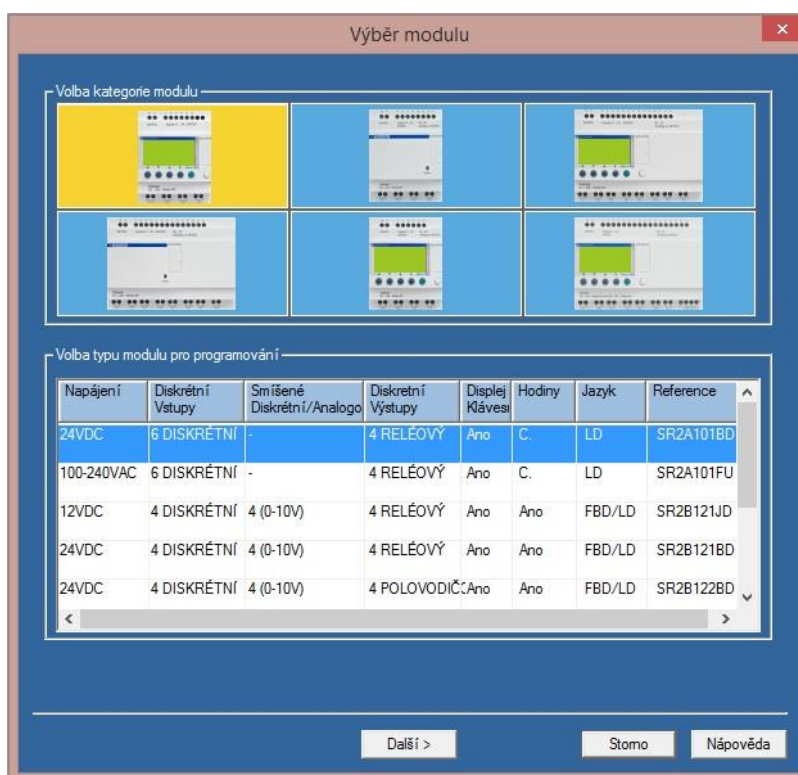 Výběr modulu
Volba kategorie modulu
Volba typu modulu pro programování
Napájení Diskrétní Vstupy Smíšené Diskrétní/Analogo Diskretní Výstupy Displej Klávesr Hodiny Jazyk Reference
24VDC 6 DISKRÉTNÍ - 4 RELÉOVÝ Ano C. LD SR2A101BD
100-240VAC 6 DISKRÉTNÍ - 4 RELÉOVÝ Ano C. LD SR2A101FU
12VDC 4 DISKRÉTNÍ 4 (0-10V) 4 RELÉOVÝ Ano Ano FBD/LD SR2B121JD
24VDC 4 DISKRÉTNÍ 4 (0-10V) 4 RELÉOVÝ Ano Ano FBD/LD SR2B121BD
24VDC 4 DISKRÉTNÍ 4 (0-10V) 4 POLOVODIČ Ano Ano FBD/LD SR2B122BD
Další >
Storno
Nápověda